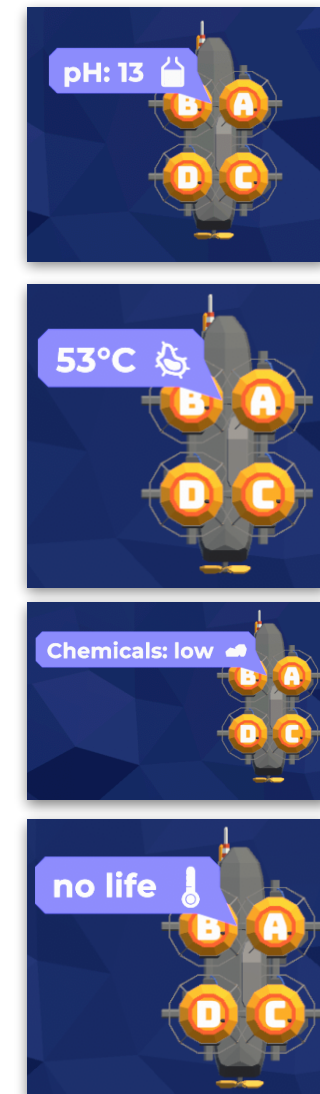 pH: 13
B A
D C
53°C
B A
D C
Chemicals: low
B A
D C
no life
B A
D C